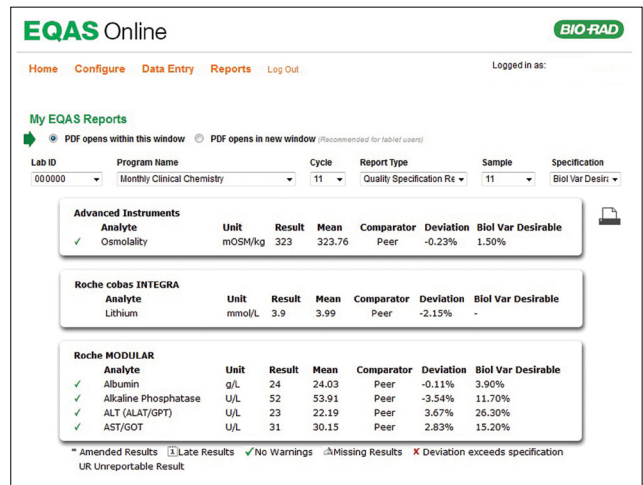 EQAS Online
BIO-RAD
Home Configure Data Entry Reports Log Out
Logged in as:
My EQAS Reports
PDF opens within this window PDF opens in new window (Recommended for tablet users)
Lab ID Program Name Cycle Report Type Sample Specification
000000 Monthly Clinical Chemistry 11 Quality Specification Re 11 Biol Var Desira
Advanced Instruments
Analyte Unit Result Mean Comparator Deviation Biol Var Desirable
✓ Osmolality mOSM/kg 323 323.76 Peer -0.23% 1.50%
Roche cobas INTEGRA
Analyte Unit Result Mean Comparator Deviation Biol Var Desirable
Lithium mmol/L 3.9 3.99 Peer -2.15% -
Roche MODULAR
Analyte Unit Result Mean Comparator Deviation Biol Var Desirable
✓ Albumin g/L 24 24.03 Peer -0.11% 3.90%
✓ Alkaline Phosphatase U/L 52 53.91 Peer -3.54% 11.70%
✓ ALT (ALAT/GPT) U/L 23 22.19 Peer 3.67% 26.30%
✓ AST/GOT U/L 31 30.15 Peer 2.83% 15.20%
* Amended Results 1 Late Results ✓ No Warnings Missing Results ✗ Deviation exceeds specification
UR Unreportable Result